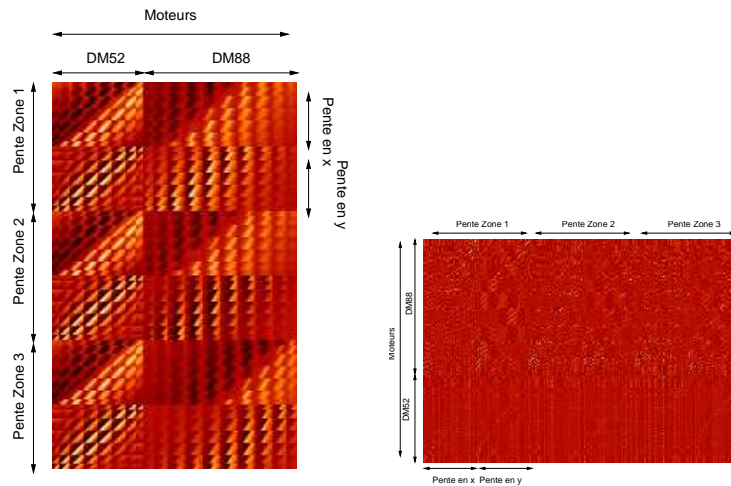 Moteurs
DM52
DM88
Pente Zone 1
Pente Zone 2
Pente Zone 3
Pente en x
Pente en y
Pente Zone 1
Pente Zone 2
Pente Zone 3
Moteurs
DM88
DM52
Pente en x
Pente en y